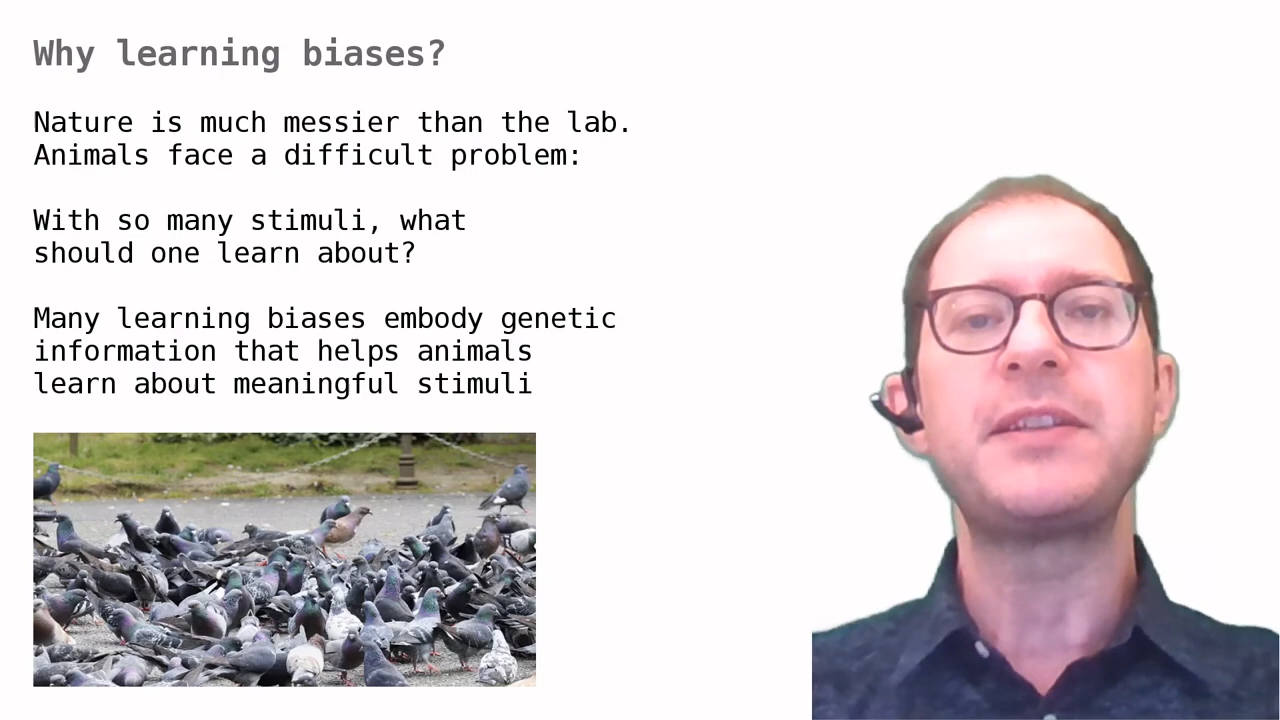 Why learning biases?
Nature is much messier than the lab.
Animals face a difficult problem:
With so many stimuli, what
should one learn about?
Many learning biases embody genetic
information that helps animals
learn about meaningful stimuli